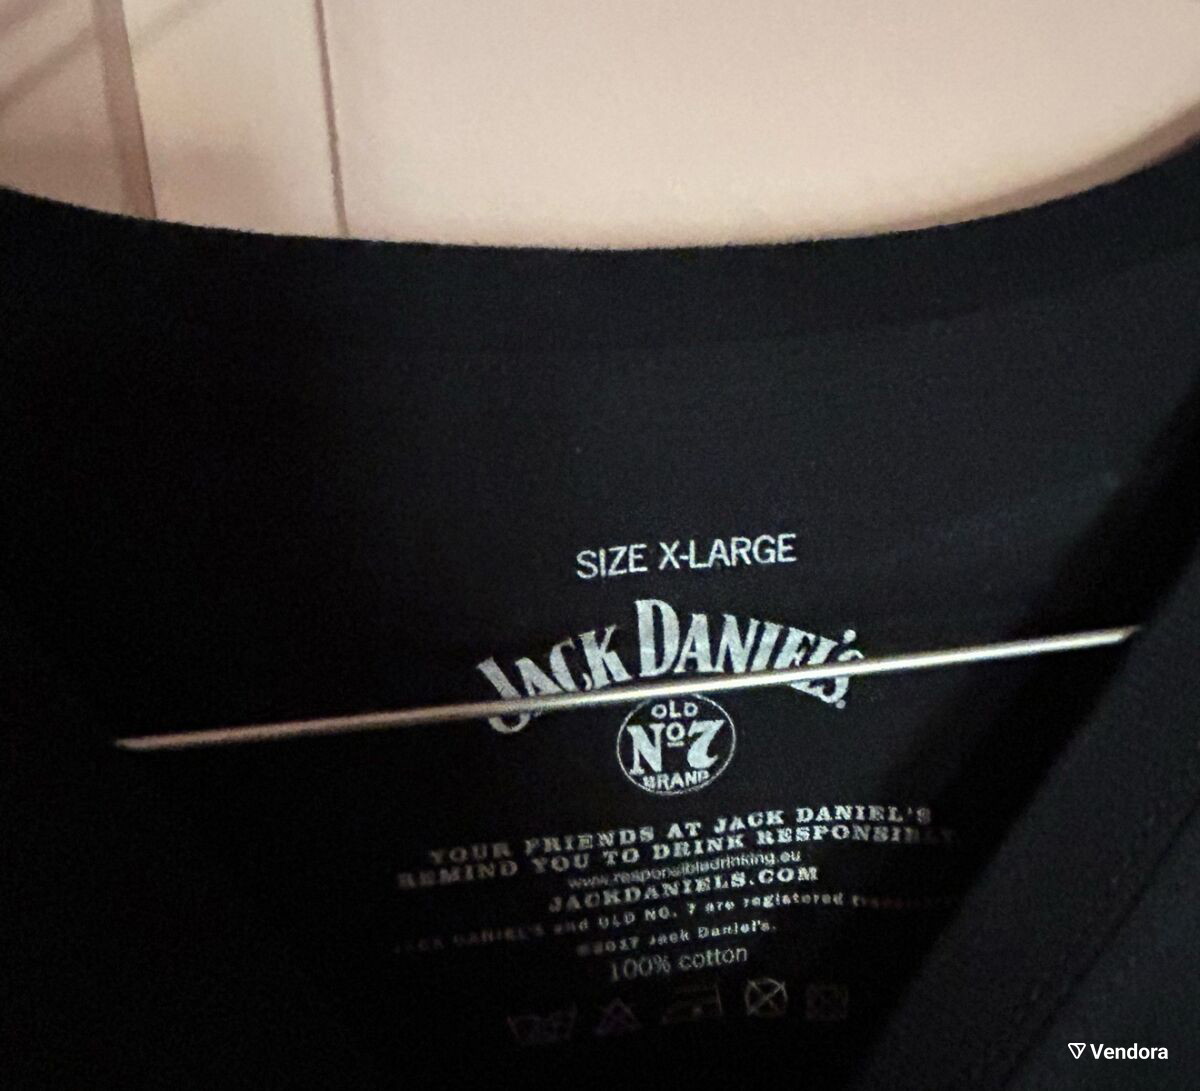 SIZE X-LARGE
JACK DANIEL'S
OLD
Nº7
BRAND
YOUR FRIENDS AT JACK DANIEL'S
REMIND YOU TO DRINK RESPONSIBLY
www.responsibledrinking.eu
JACKDANIELS.COM
JACK DANIEL'S and OLD NO. 7 are registered
©2017 Jack Daniel's.
100% cotton
Vendora